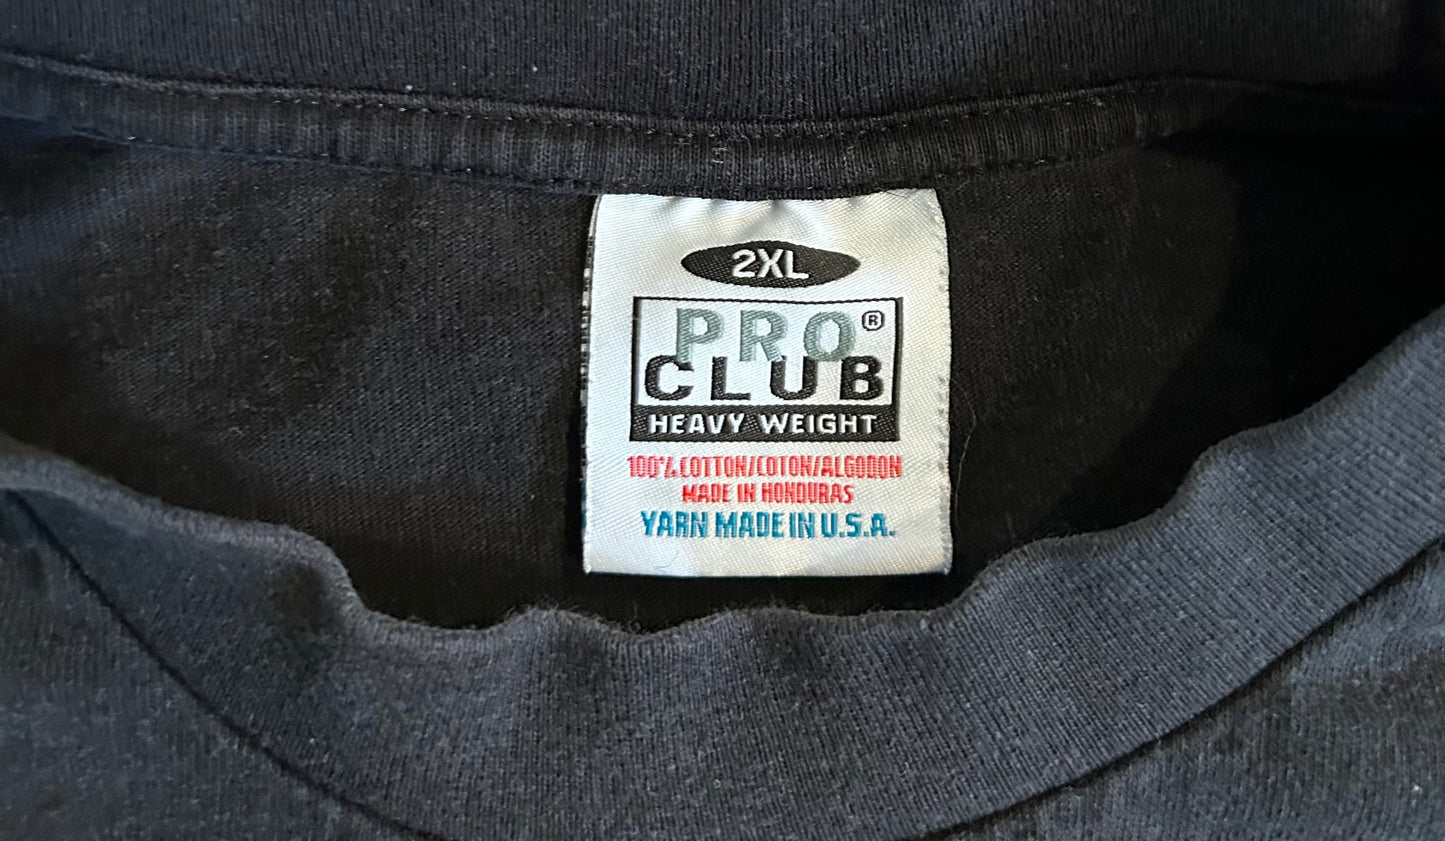 2XL
PRO®
CLUB
HEAVY WEIGHT
100% COTTON/COTON/ALGODON
MADE IN HONDURAS
YARN MADE IN U.S.A.